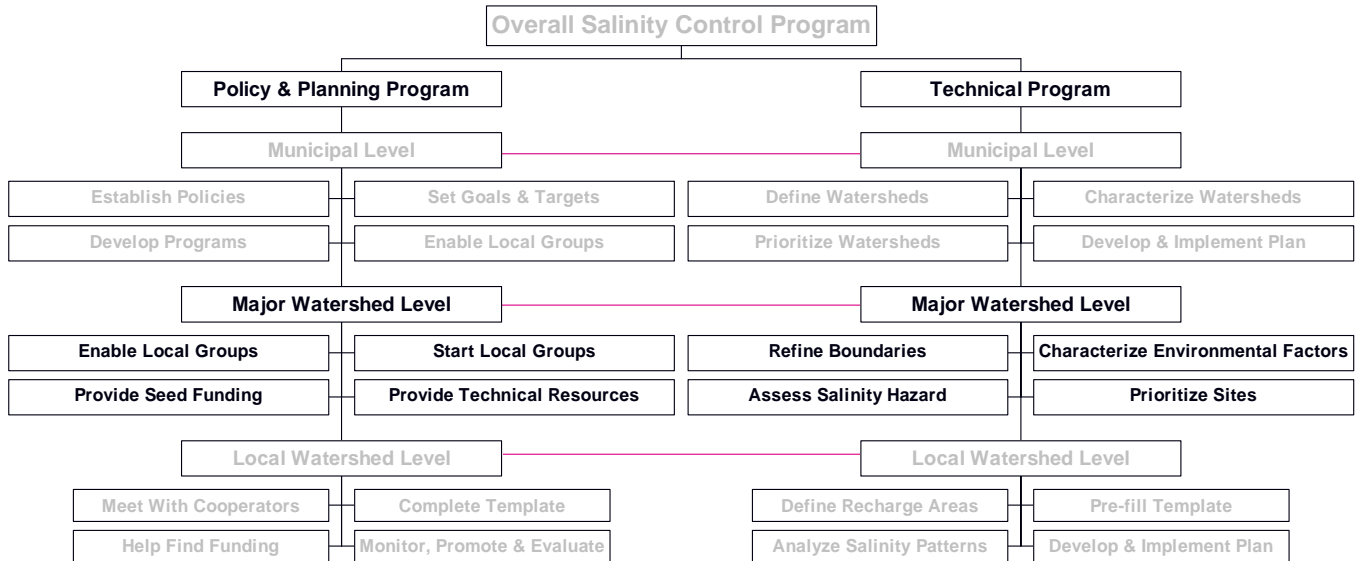 Overall Salinity Control Program
Policy & Planning Program
Technical Program
Municipal Level
Municipal Level
Establish Policies
Set Goals & Targets
Define Watersheds
Characterize Watersheds
Develop Programs
Enable Local Groups
Prioritize Watersheds
Develop & Implement Plan
Major Watershed Level
Major Watershed Level
Enable Local Groups
Start Local Groups
Refine Boundaries
Characterize Environmental Factors
Provide Seed Funding
Provide Technical Resources
Assess Salinity Hazard
Prioritize Sites
Local Watershed Level
Local Watershed Level
Meet With Cooperators
Complete Template
Define Recharge Areas
Pre-fill Template
Help Find Funding
Monitor, Promote & Evaluate
Analyze Salinity Patterns
Develop & Implement Plan